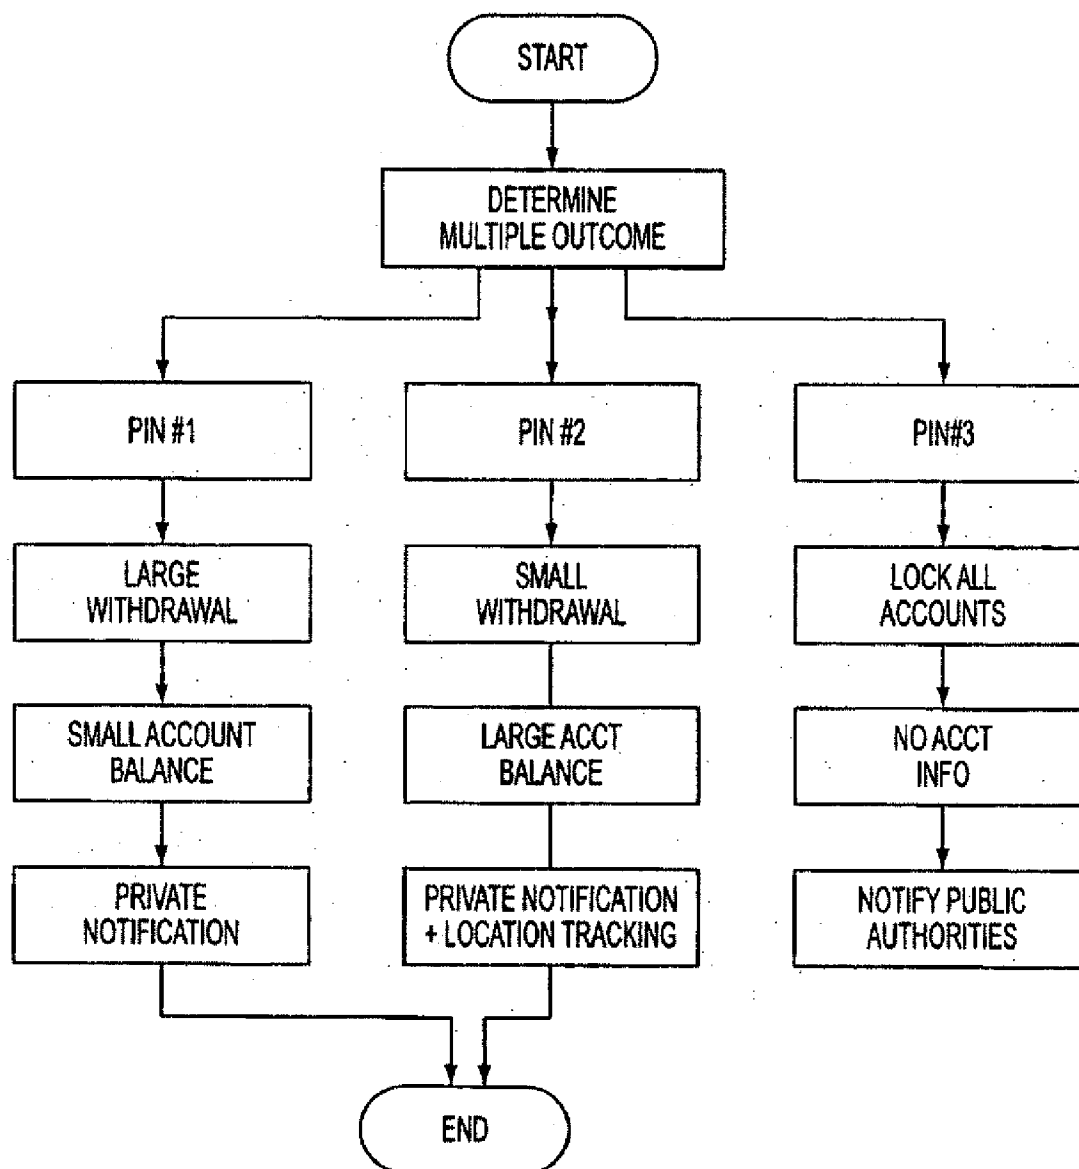 START
DETERMINE
MULTIPLE OUTCOME
PIN #1
PIN #2
PIN#3
LARGE
WITHDRAWAL
SMALL
WITHDRAWAL
LOCK ALL
ACCOUNTS
SMALL ACCOUNT
BALANCE
LARGE ACCT
BALANCE
NO ACCT
INFO
PRIVATE
NOTIFICATION
PRIVATE NOTIFICATION
+ LOCATION TRACKING
NOTIFY PUBLIC
AUTHORITIES
END